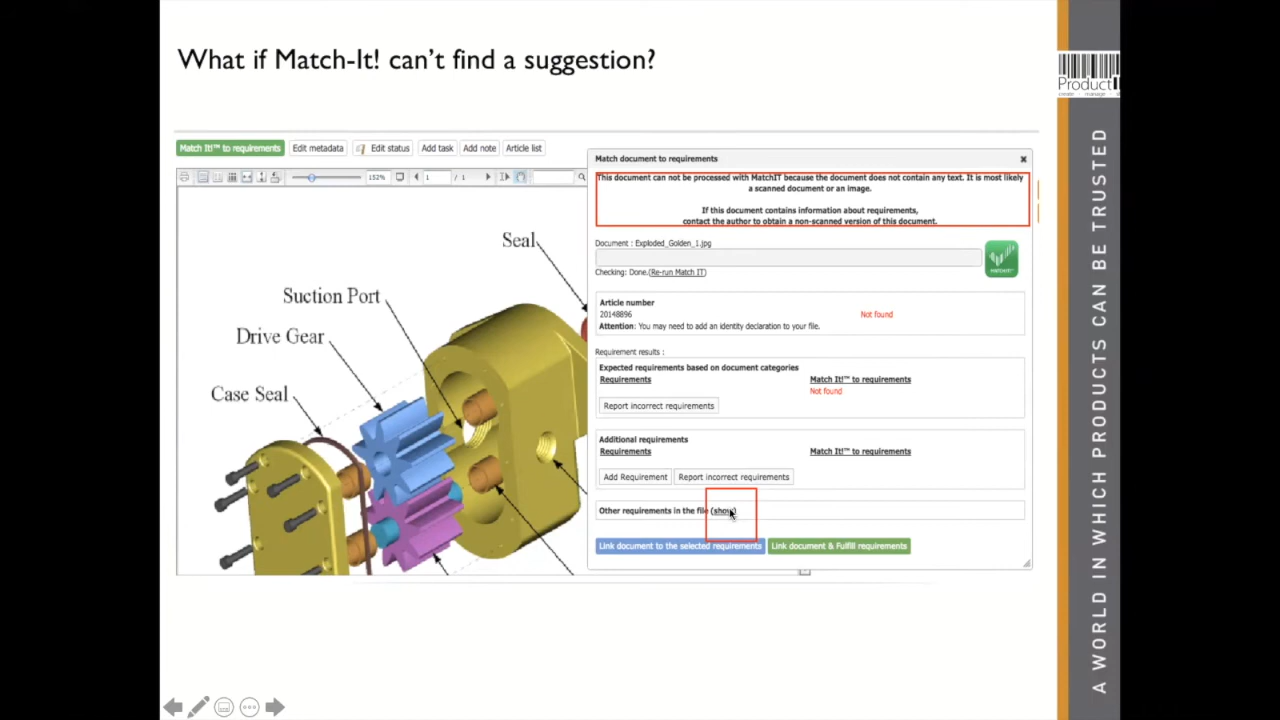 What if Match-It! can't find a suggestion?
Match It!™ to requirements
Edit metadata
Edit status
Add task
Add note
Article list
152%
1
/ 1
Seal
Suction Port
Drive Gear
Case Seal
Match document to requirements
This document can not be processed with MatchIT because the document does not contain any text. It is most likely
a scanned document or an image.
If this document contains information about requirements,
contact the author to obtain a non-scanned version of this document.
Document : Exploded_Golden_1.jpg
Checking: Done.(Re-run Match IT)
Article number
20148896
Not found
Attention: You may need to add an identity declaration to your file.
Requirement results :
Expected requirements based on document categories
Requirements
Match It!™ to requirements
Not found
Report incorrect requirements
Additional requirements
Requirements
Match It!™ to requirements
Add Requirement
Report incorrect requirements
Other requirements in the file (show)
Link document to the selected requirements
Link document & Fulfill requirements
A WORLD IN WHICH PRODUCTS CAN BE TRUSTED